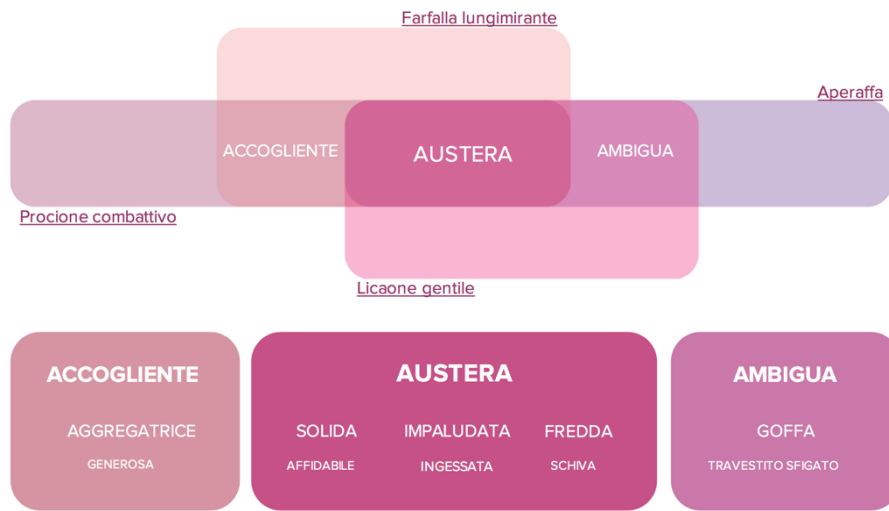 Farfalla lungimirante
Aperaffa
ACCOGLIENTE
AUSTERA
AMBIGUA
Procione combattivo
Licaone gentile
ACCOGLIENTE
AGGREGATRICE
GENEROSA
AUSTERA
SOLIDA IMPALUDATA FREDDA
AFFIDABILE INGESSATA SCHIVA
AMBIGUA
GOFFA
TRAVESTITO SFIGATO